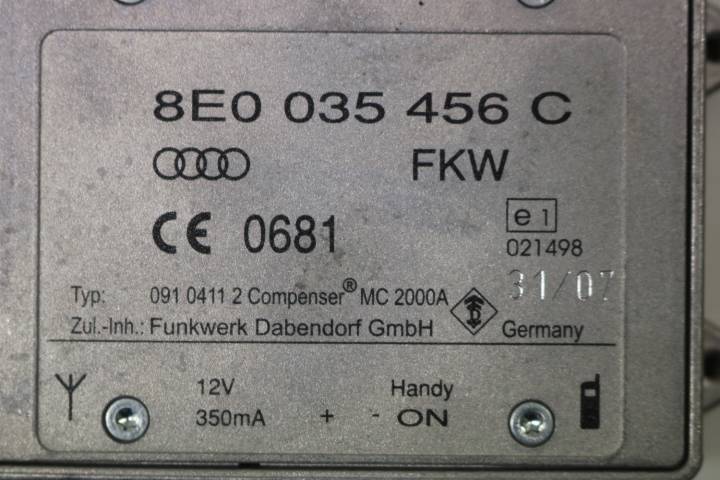 8E0 035 456 C
FKW
CE 0681
e 1
021498
31/07
Typ: 091 0411 2 Compenser® MC 2000A
Zul.-Inh.: Funkwerk Dabendorf GmbH
Germany
12V
350mA + -
Handy
ON